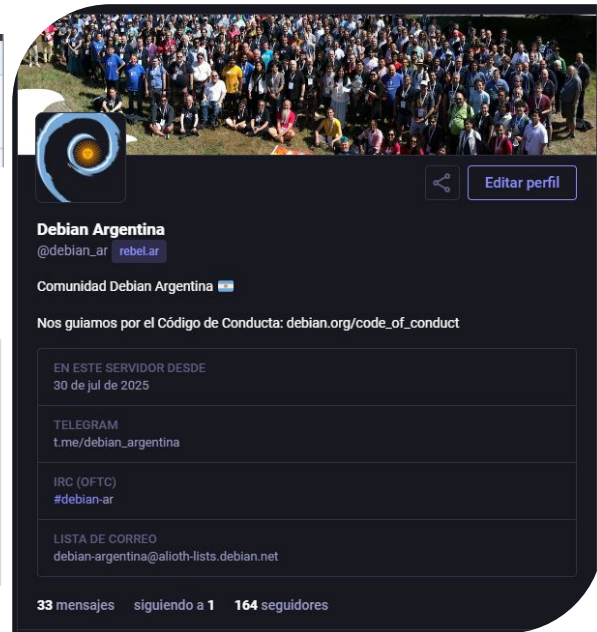 Editar perfil
Debian Argentina
@debian_ar rebel.ar
Comunidad Debian Argentina 🇦🇷
Nos guiamos por el Código de Conducta: debian.org/code_of_conduct
EN ESTE SERVIDOR DESDE
30 de jul de 2025
TELEGRAM
t.me/debian_argentina
IRC (OFTC)
#debian-ar
LISTA DE CORREO
debian-argentina@alioth-lists.debian.net
33 mensajes siguiendo a 1 164 seguidores